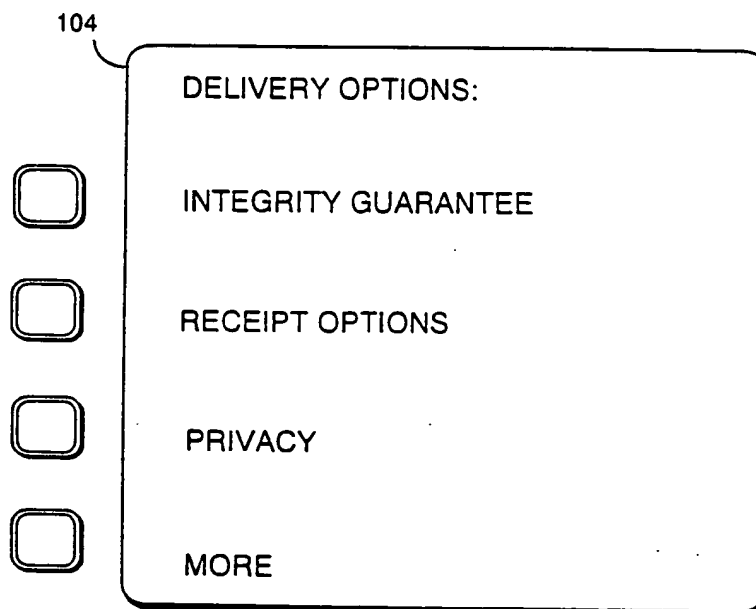 104
DELIVERY OPTIONS:
INTEGRITY GUARANTEE
RECEIPT OPTIONS
PRIVACY
MORE